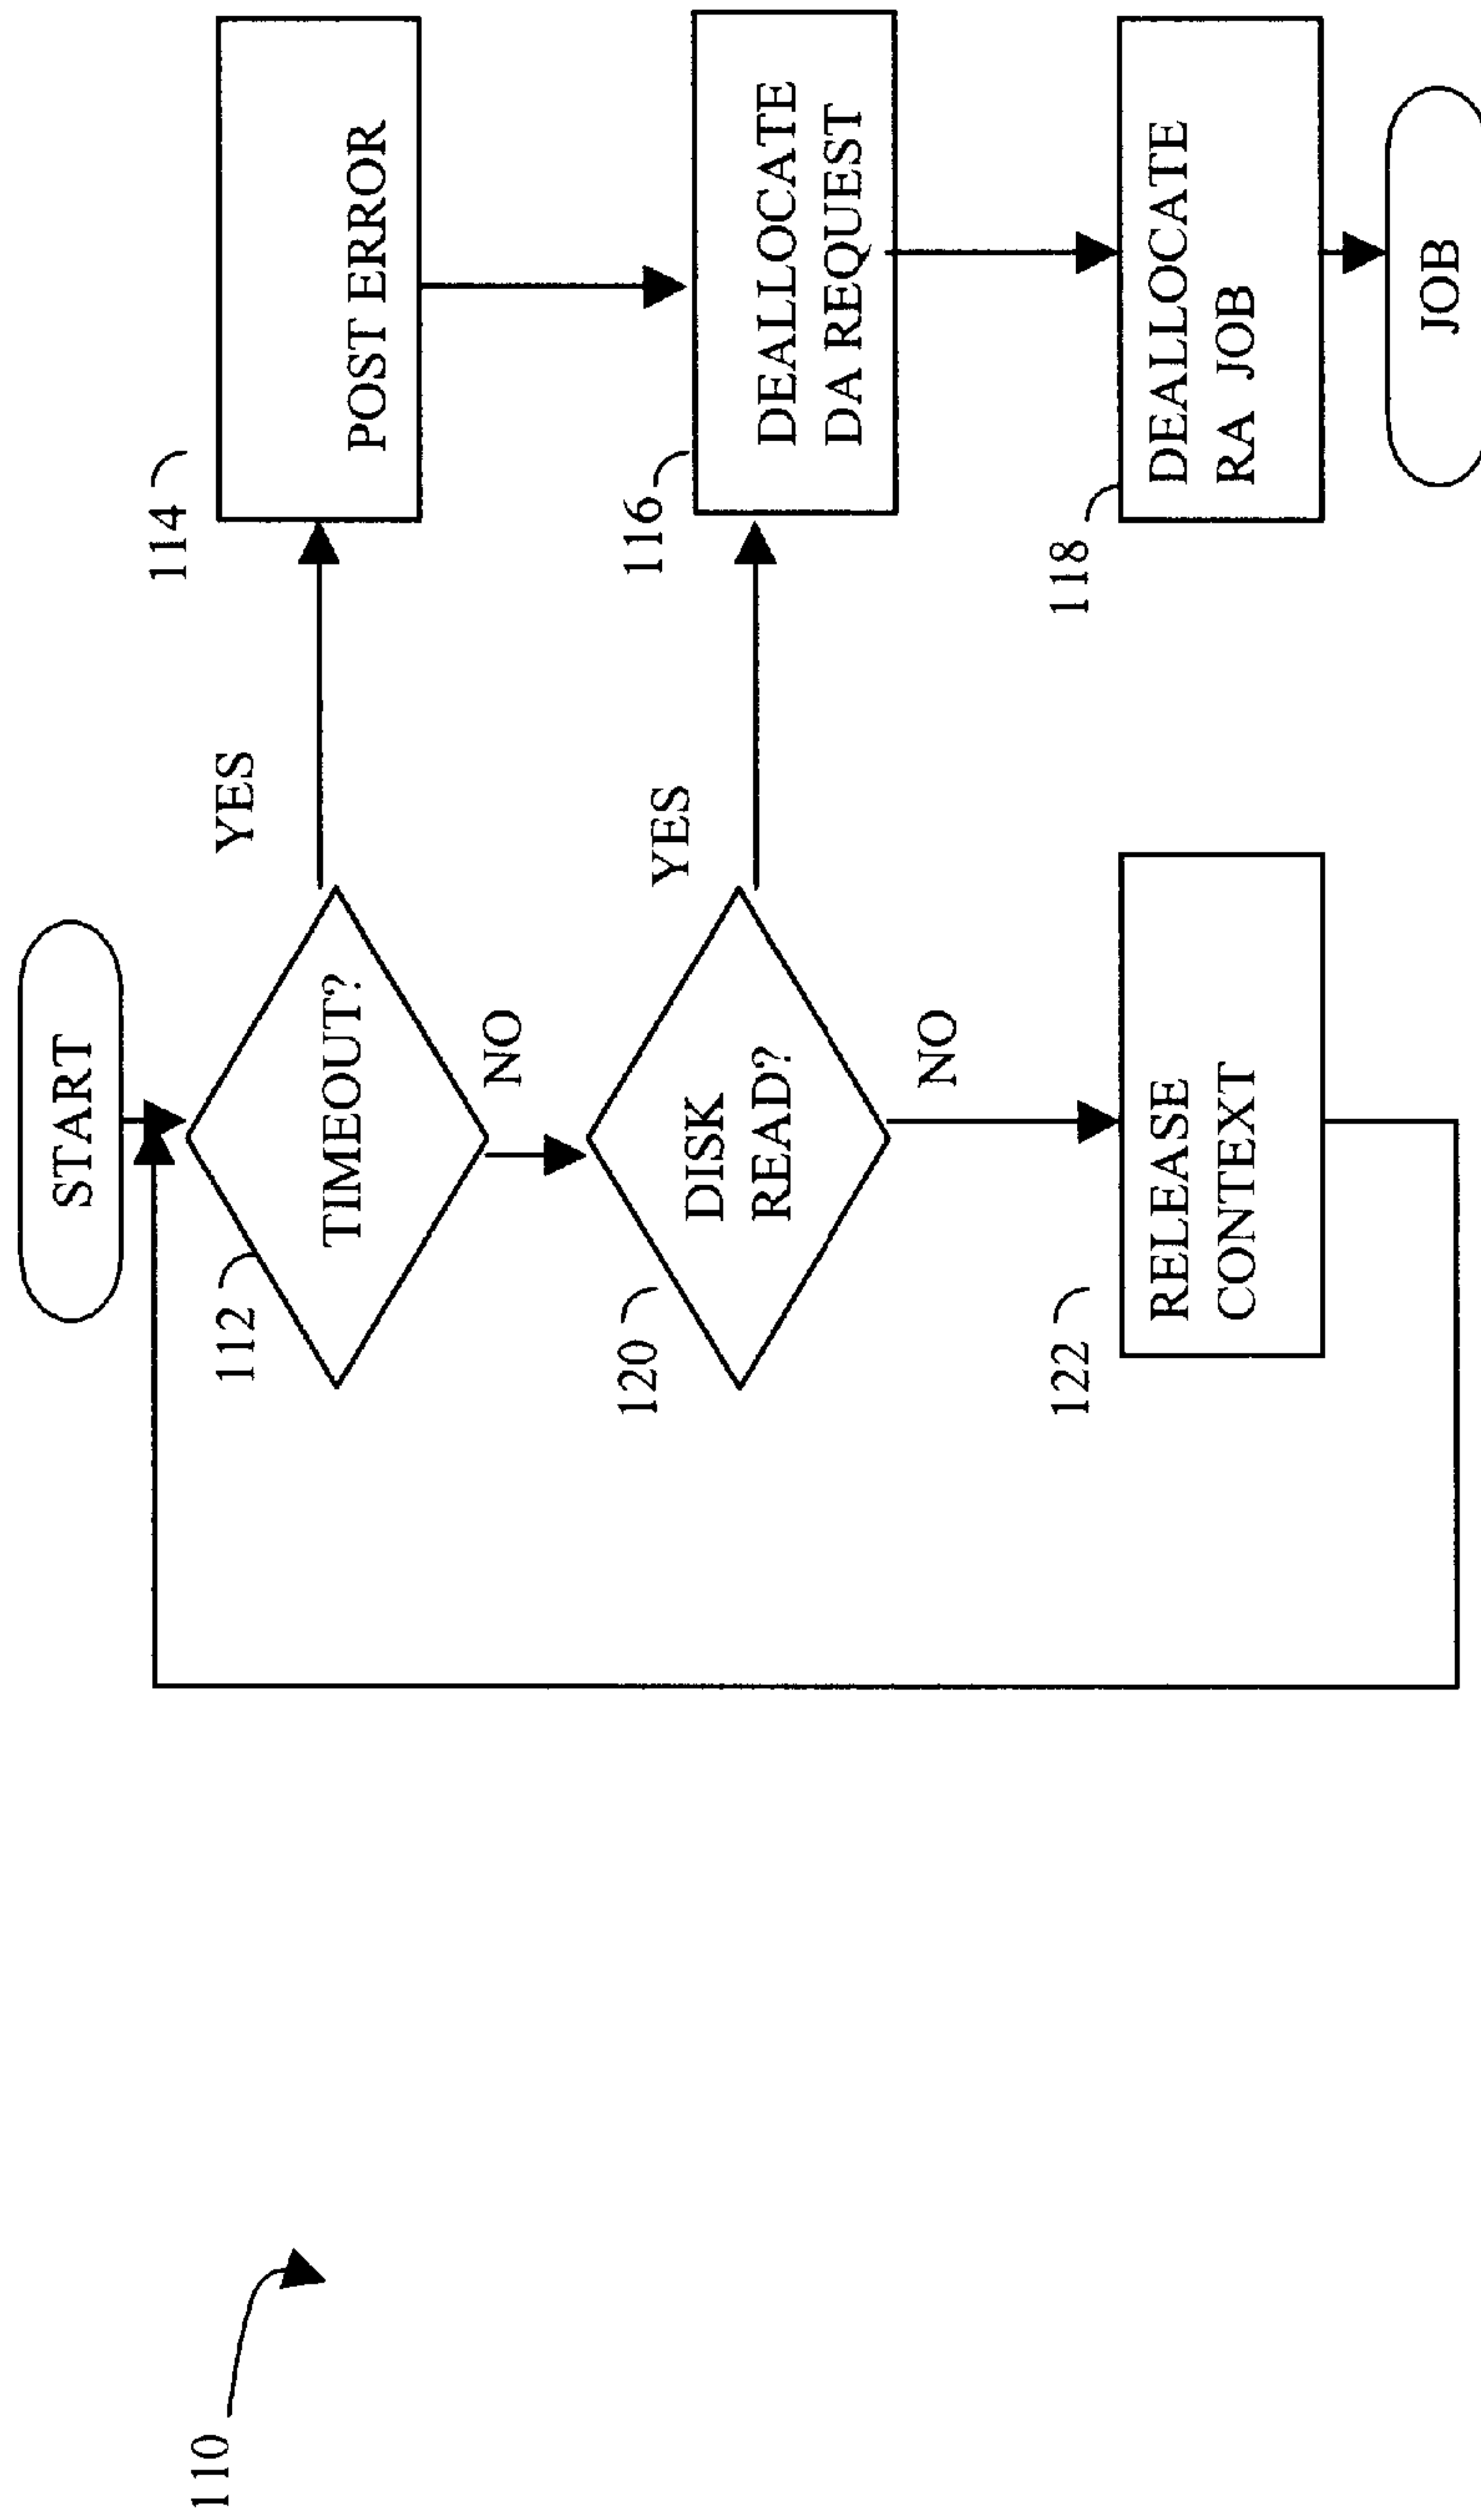 110
START
112
TIMEOUT?
YES
114
POST ERROR
NO
120
DISK
READ?
YES
116
DEALLOCATE
DA REQUEST
NO
122
RELEASE
CONTEXT
118
DEALLOCATE
RA JOB
JOB